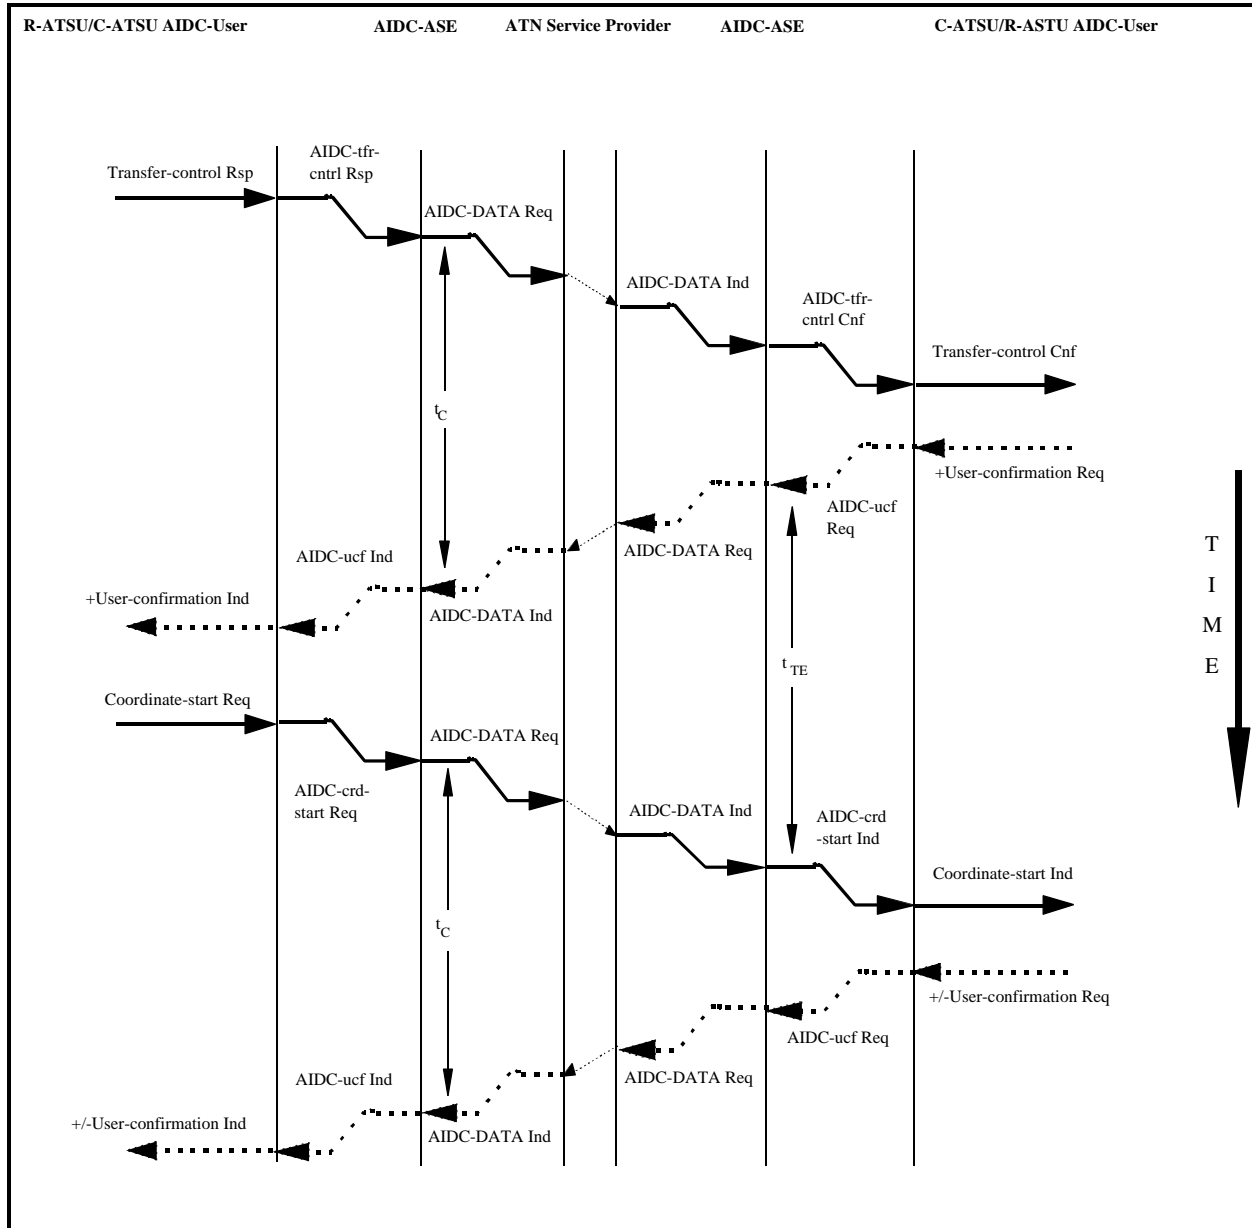 R-ATSU/C-ATSU AIDC-User
AIDC-ASE
ATN Service Provider
AIDC-ASE
C-ATSU/R-ASTU AIDC-User
Transfer-control Rsp
AIDC-tfr-
cntrl Rsp
AIDC-DATA Req
AIDC-DATA Ind
AIDC-tfr-
cntrl Cnf
Transfer-control Cnf
tC
+User-confirmation Req
AIDC-ucf
Req
AIDC-DATA Req
AIDC-ucf Ind
AIDC-DATA Ind
+User-confirmation Ind
T
I
M
E
tTE
Coordinate-start Req
AIDC-DATA Req
AIDC-crd-
start Req
AIDC-DATA Ind
AIDC-crd
-start Ind
Coordinate-start Ind
tC
+/-User-confirmation Req
AIDC-ucf Req
AIDC-DATA Req
AIDC-ucf Ind
AIDC-DATA Ind
+/-User-confirmation Ind